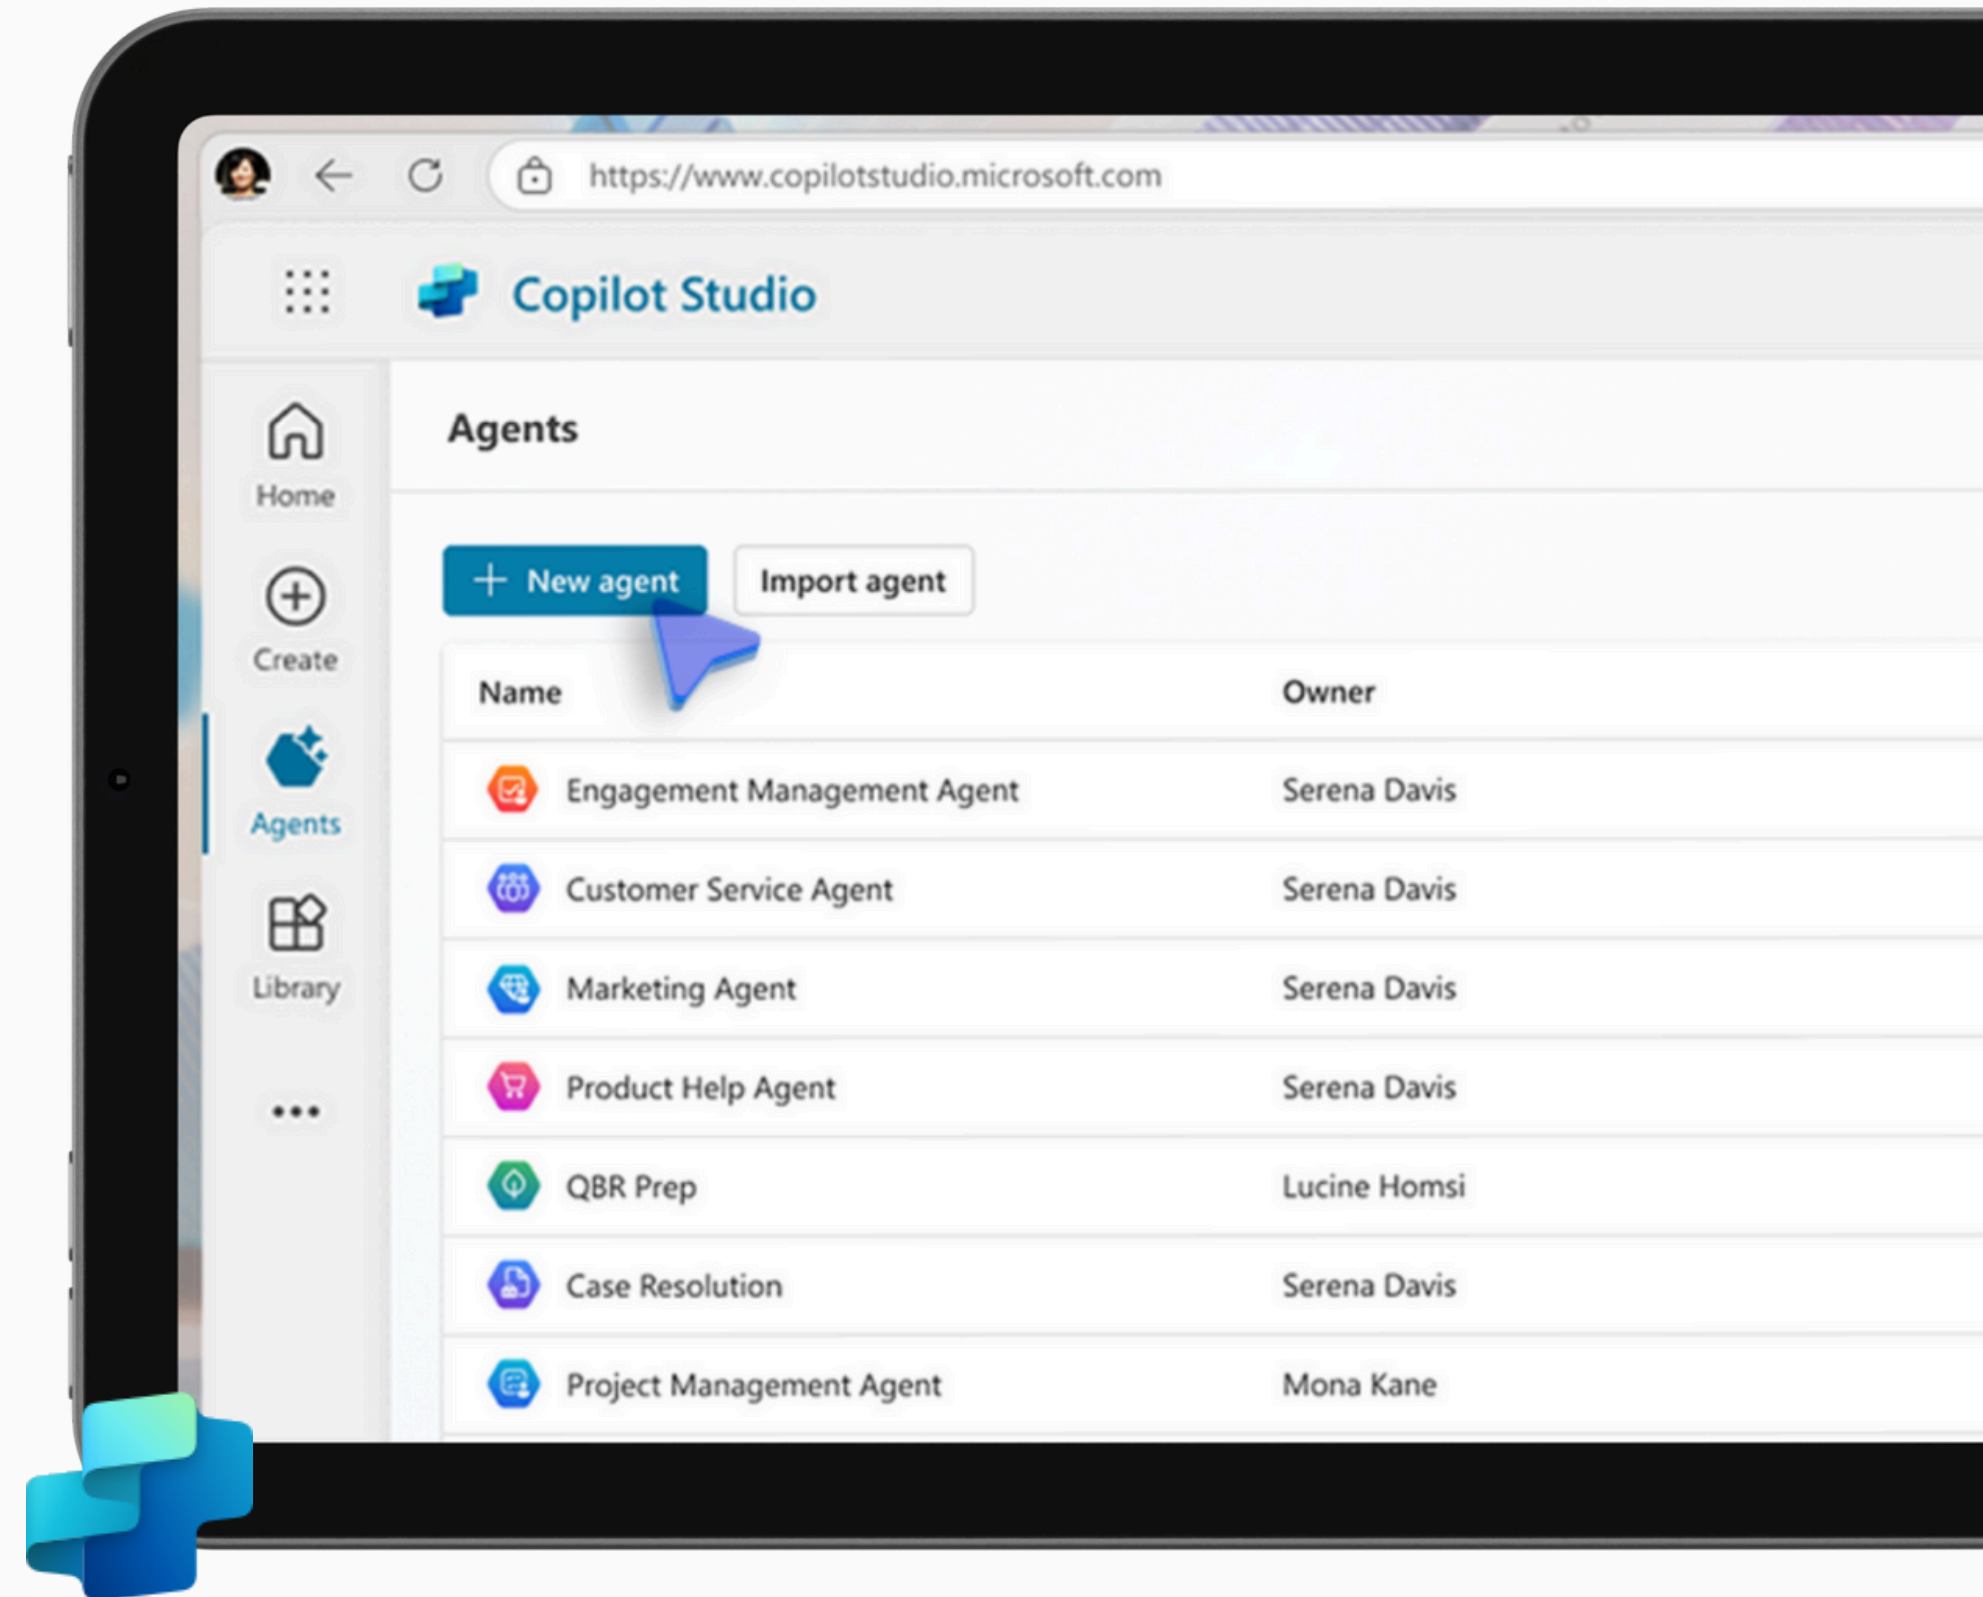 https://www.copilotstudio.microsoft.com
Copilot Studio
Home
Create
Agents
Library
Agents
New agent
Import agent
Name Owner
Engagement Management Agent Serena Davis
Customer Service Agent Serena Davis
Marketing Agent Serena Davis
Product Help Agent Serena Davis
QBR Prep Lucine Homsi
Case Resolution Serena Davis
Project Management Agent Mona Kane